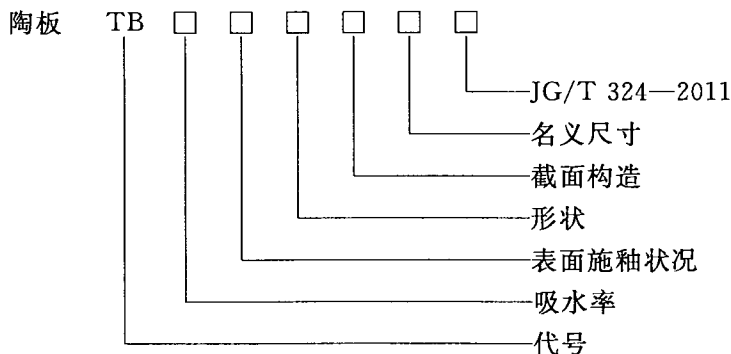 陶板 TB □ □ □ □ □ □
JG/T 324—2011
名义尺寸
截面构造
形状
表面施釉状况
吸水率
代号